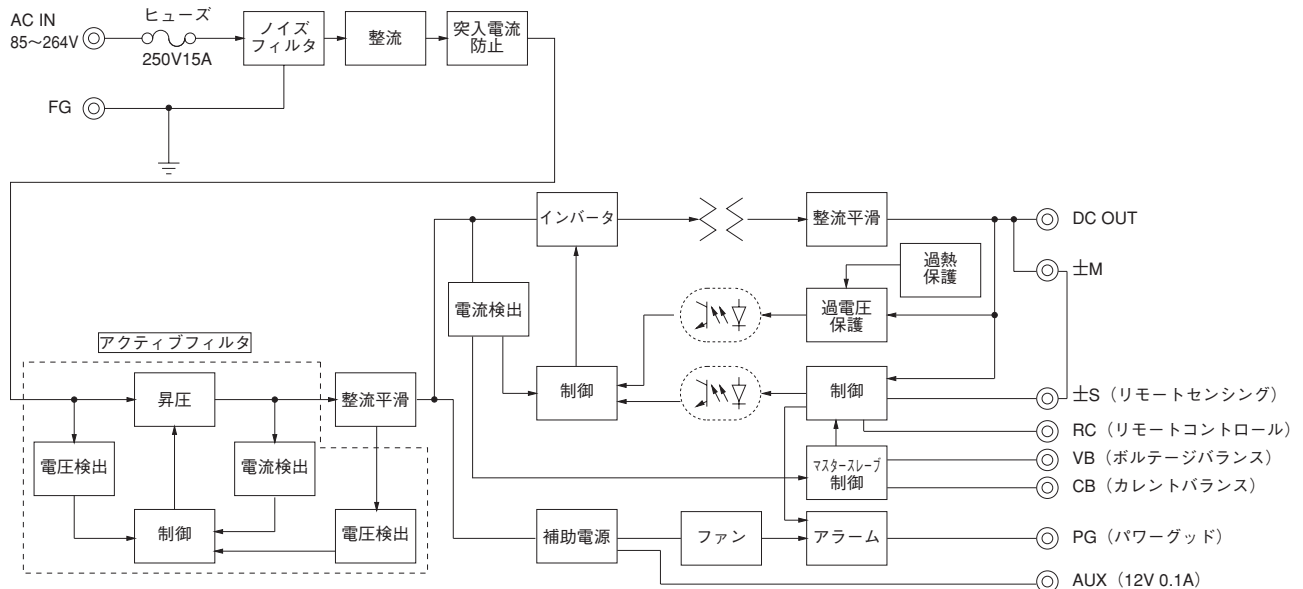 AC IN
85〜264V
ヒューズ
250V15A
ノイズ
フィルタ
整流
突入電流
防止
FG
インバータ
整流平滑
DC OUT
過熱
保護
±M
電流検出
過電圧
保護
アクティブフィルタ
昇圧
整流平滑
制御
制御
±S（リモートセンシング）
RC（リモートコントロール）
電圧検出
電流検出
マスタースレーブ
制御
VB（ボルテージバランス）
CB（カレントバランス）
制御
電圧検出
補助電源
ファン
アラーム
PG（パワーグッド）
AUX（12V 0.1A）